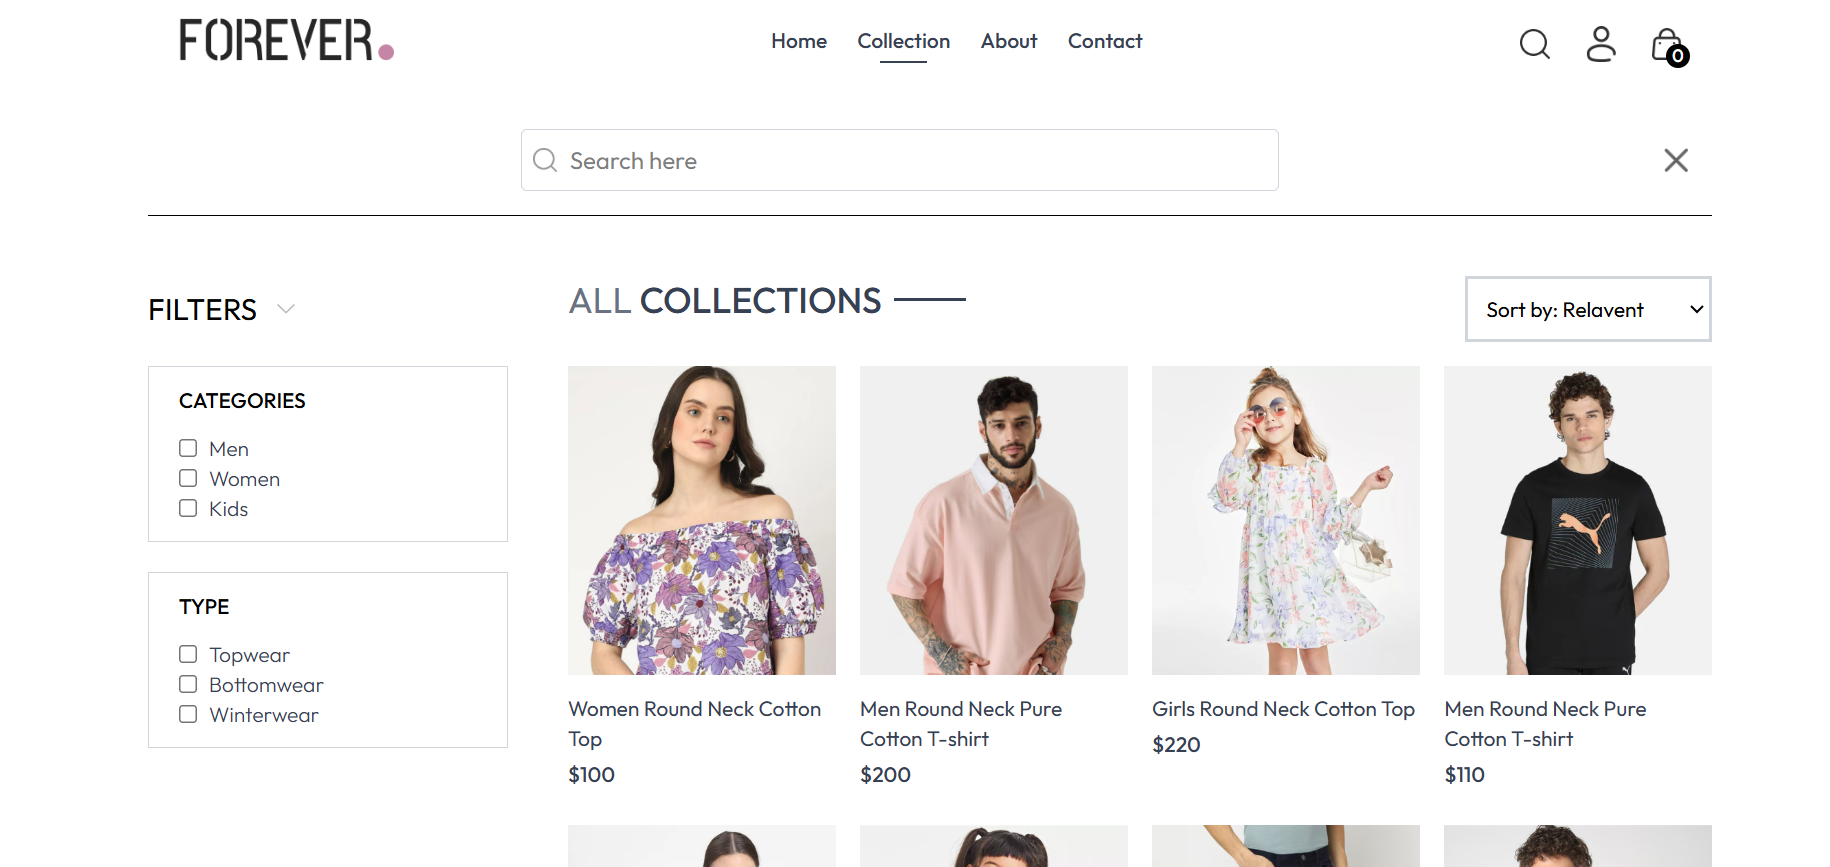 FOREVER.
Home Collection About Contact
0
Search here
FILTERS
ALL COLLECTIONS
Sort by: Relavent
CATEGORIES
Men
Women
Kids
TYPE
Topwear
Bottomwear
Winterwear
Women Round Neck Cotton
Top
$100
Men Round Neck Pure
Cotton T-shirt
$200
Girls Round Neck Cotton Top
$220
Men Round Neck Pure
Cotton T-shirt
$110